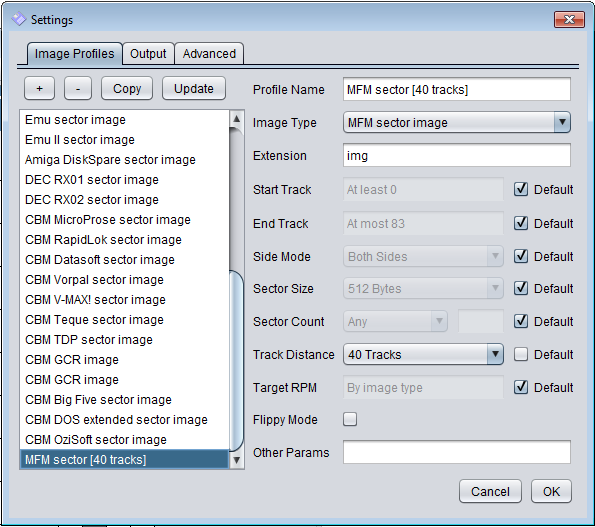 Settings
Image Profiles Output Advanced
+ - Copy Update
Emu sector image
Emu II sector image
Amiga DiskSpare sector image
DEC RX01 sector image
DEC RX02 sector image
CBM MicroProse sector image
CBM RapidLok sector image
CBM Datasoft sector image
CBM Vorpal sector image
CBM V-MAX! sector image
CBM Teque sector image
CBM TDP sector image
CBM GCR image
CBM GCR image
CBM Big Five sector image
CBM DOS extended sector image
CBM OziSoft sector image
MFM sector [40 tracks]
Profile Name MFM sector [40 tracks]
Image Type MFM sector image
Extension img
Start Track At least 0 Default
End Track At most 83 Default
Side Mode Both Sides Default
Sector Size 512 Bytes Default
Sector Count Any Default
Track Distance 40 Tracks Default
Target RPM By image type Default
Flippy Mode
Other Params
Cancel OK